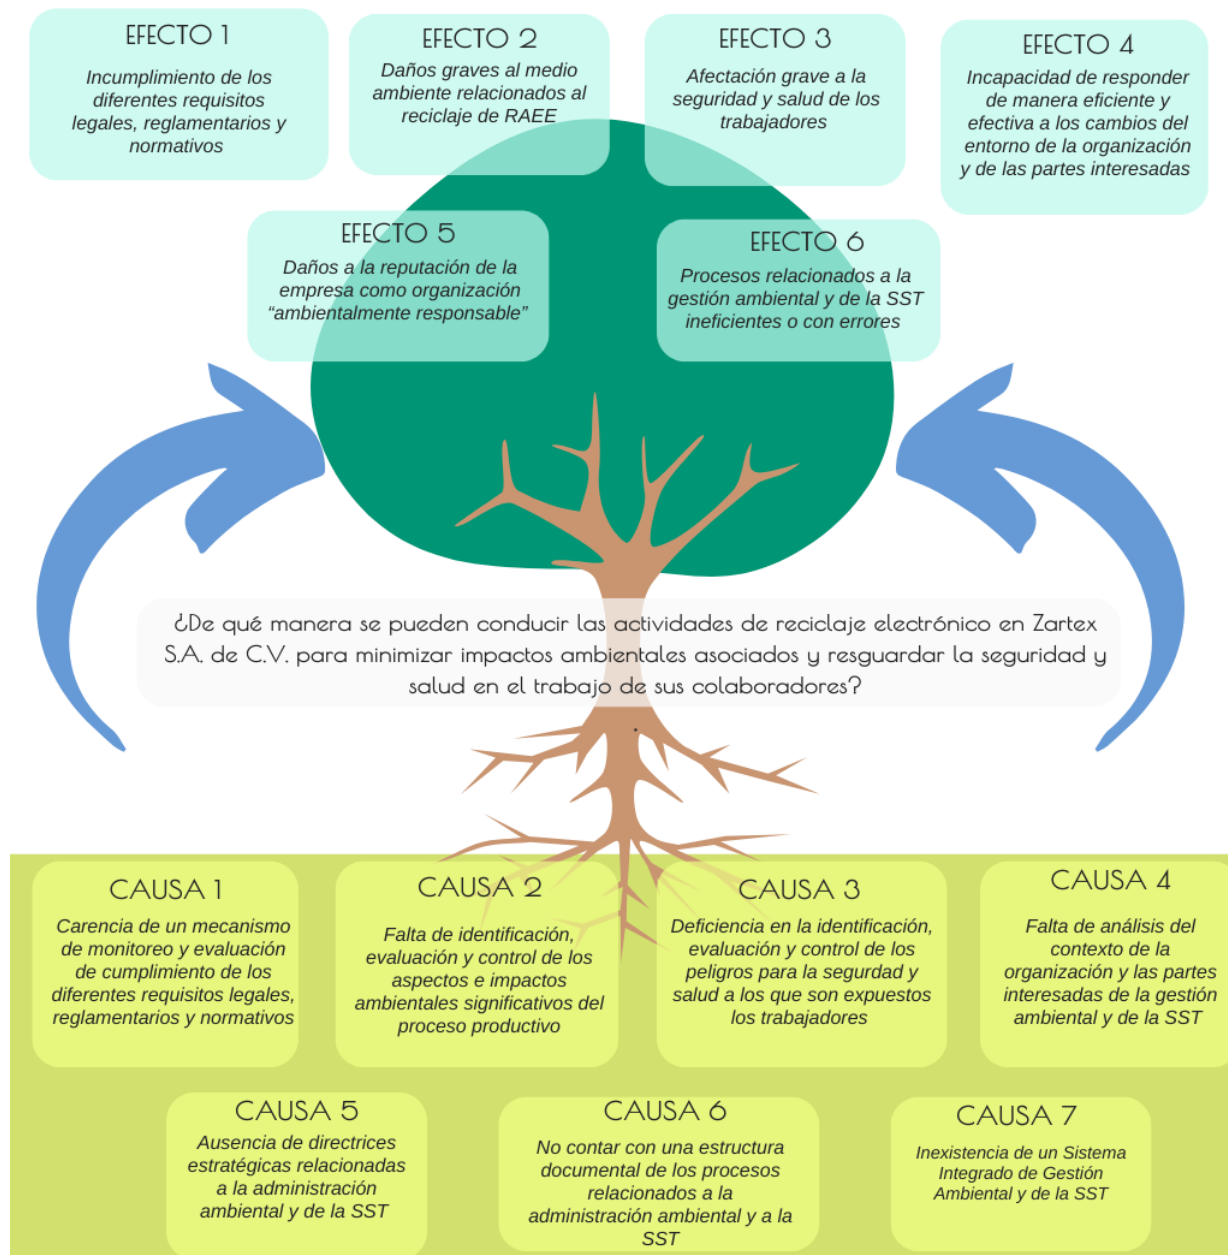 EFECTO 1
Incumplimiento de los
diferentes requisitos
legales, reglamentarios y
normativos
EFECTO 2
Daños graves al medio
ambiente relacionados al
reciclaje de RAEE
EFECTO 3
Afectación grave a la
seguridad y salud de los
trabajadores
EFECTO 4
Incapacidad de responder
de manera eficiente y
efectiva a los cambios del
entorno de la organización
y de las partes interesadas
EFECTO 5
Daños a la reputación de la
empresa como organización
“ambientalmente responsable”
EFECTO 6
Procesos relacionados a la
gestión ambiental y de la SST
ineficientes o con errores
¿De qué manera se pueden conducir las actividades de reciclaje electrónico en Zartex
S.A. de C.V. para minimizar impactos ambientales asociados y resguardar la seguridad y
salud en el trabajo de sus colaboradores?
CAUSA 1
Carencia de un mecanismo
de monitoreo y evaluación
de cumplimiento de los
diferentes requisitos legales,
reglamentarios y normativos
CAUSA 2
Falta de identificación,
evaluación y control de los
aspectos e impactos
ambientales significativos del
proceso productivo
CAUSA 3
Deficiencia en la identificación,
evaluación y control de los
peligros para la segurdad y
salud a los que son expuestos
los trabajadores
CAUSA 4
Falta de análisis del
contexto de la
organización y las partes
interesadas de la gestión
ambiental y de la SST
CAUSA 5
Ausencia de directrices
estratégicas relacionadas
a la administración
ambiental y de la SST
CAUSA 6
No contar con una estructura
documental de los procesos
relacionados a la
administración ambiental y a la
SST
CAUSA 7
Inexistencia de un Sistema
Integrado de Gestión
Ambiental y de la SST